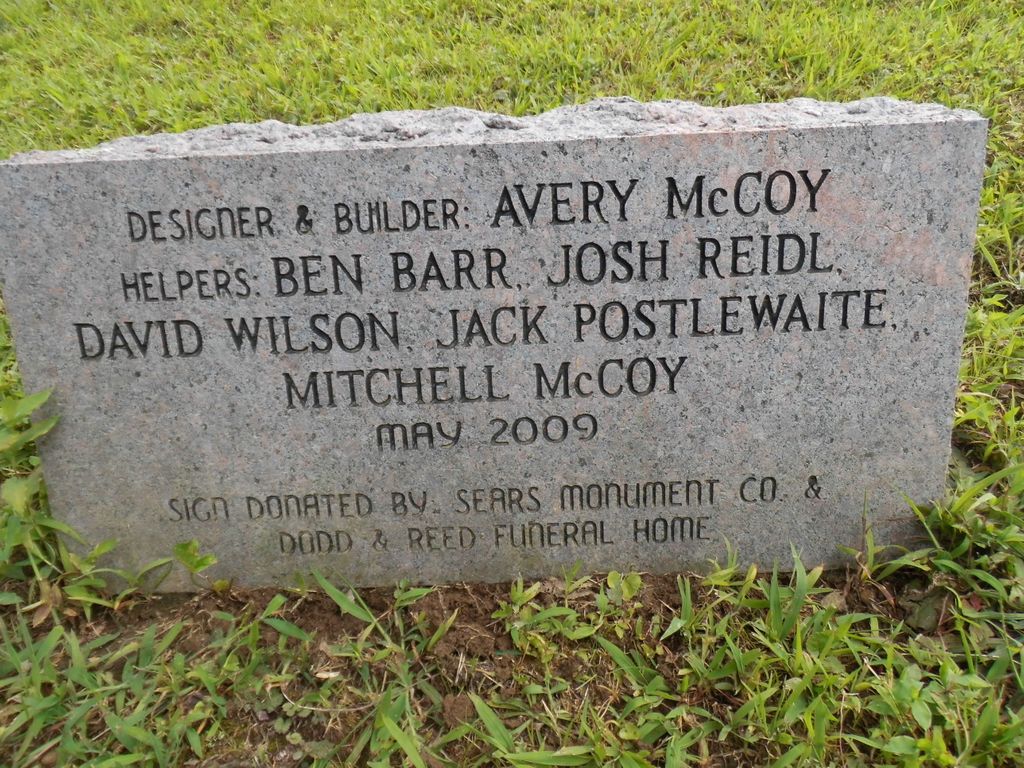 DESIGNER & BUILDER: AVERY McCOY
HELPERS: BEN BARR, JOSH REIDL,
DAVID WILSON, JACK POSTLEWAITE,
MITCHELL McCOY
MAY 2009
SIGN DONATED BY: SEARS MONUMENT CO. &
DODD & REED FUNERAL HOME